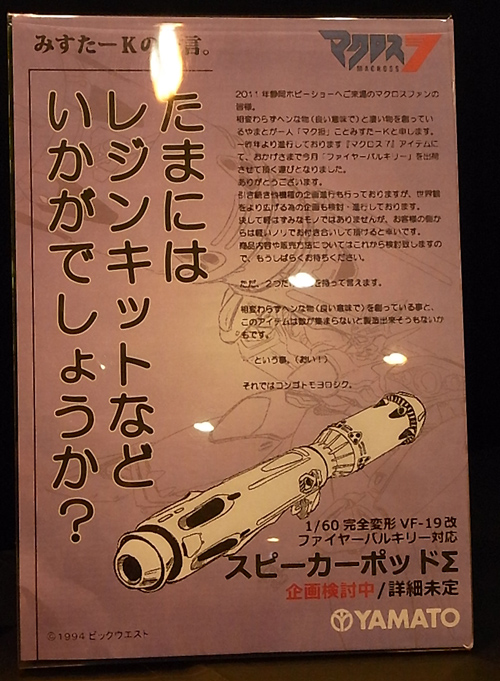 みすたーKの 言。
マクロス7
MACROSS
たまには
レジンキットなど
いかがでしょうか？
2011年静岡ホビーショーへご来場のマクロスファンの
皆様。
相変わらずヘンな物（良い意味で）と濃い物を創ってい
るやまとが一人「マク担」ことみすたーKと申します。
一昨年より進行しております『マクロス7』アイテムに
て、おかげさまで今月「ファイヤーバルキリー」を出荷
させて頂く運びとなりました。
ありがとうございます。
引き続き他機種の企画進行も行っておりますが、世界観
をより広げる為の企画も検討・進行しております。
決して軽はずみなモノではありませんが、お客様の側か
らは軽いノリでお付き合いして頂けると幸いです。
商品内容や販売方法についてはこれから検討致しますの
で、もうしばらくお待ちください。
ただ、2つだ を持って言えます。
相変わらずヘンな物（良い意味で）を創っている事と、
このアイテムは数が集まらないと製造出来そうもないか
もです。
という事。（おい！）
それではコンゴトモヨロシク。
1/60 完全変形 VF-19改
ファイヤーバルキリー対応
スピーカーポッドΣ
企画検討中/詳細未定
YAMATO
©1994 ビックウエスト